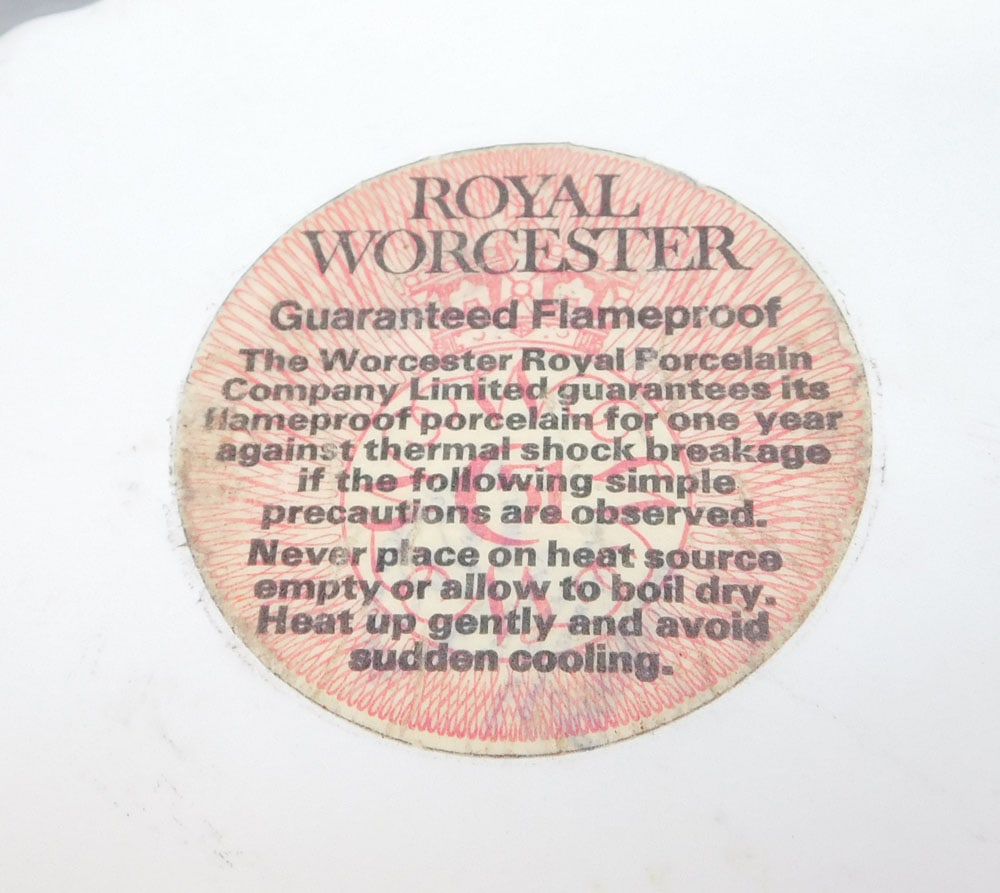 ROYAL
WORCESTER
Guaranteed Flameproof
The Worcester Royal Porcelain
Company Limited guarantees its
flameproof porcelain for one year
against thermal shock breakage
if the following simple
precautions are observed.
Never place on heat source
empty or allow to boil dry.
Heat up gently and avoid
sudden cooling.